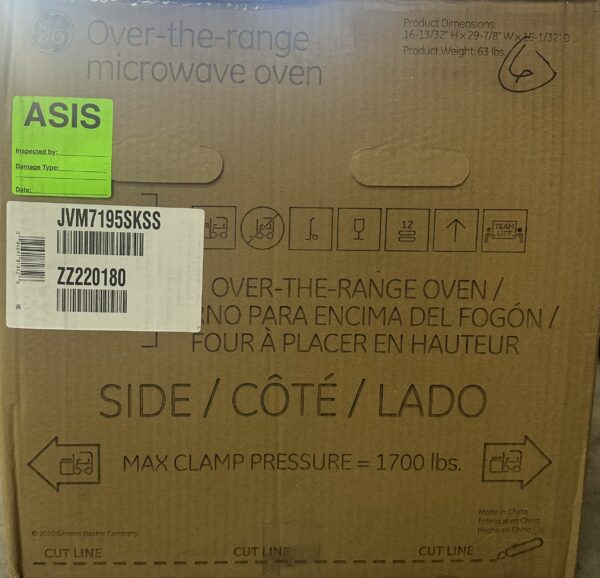 GE
Over-the-range
microwave oven
Product Dimensions:
16-13/32" H x 29-7/8" W x 15-1/32" D
Product Weight: 63 lbs.
6
ASIS
Inspected by:
Damage Type:
Date:
JVM7195SKSS
ZZ220180
12
TEAM
LIFT
OVER-THE-RANGE OVEN /
RNO PARA ENCIMA DEL FOGÓN /
FOUR À PLACER EN HAUTEUR
SIDE / CÔTÉ / LADO
MAX CLAMP PRESSURE = 1700 lbs.
Made in China
Fabriqué en China
Hecho en China
© 2020 General Electric Company
CUT LINE CUT LINE CUT LINE